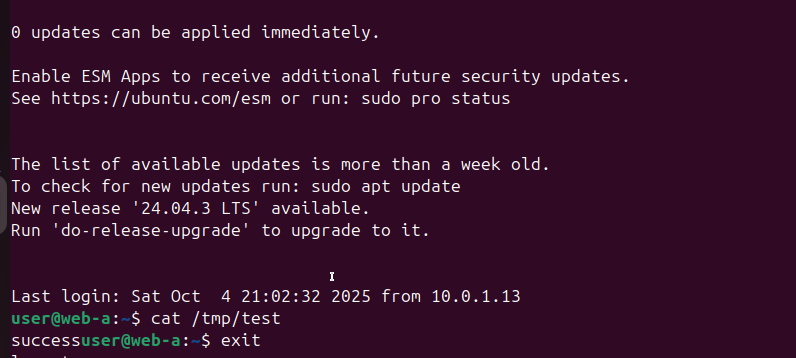 0 updates can be applied immediately.
Enable ESM Apps to receive additional future security updates.
See https://ubuntu.com/esm or run: sudo pro status
The list of available updates is more than a week old.
To check for new updates run: sudo apt update
New release '24.04.3 LTS' available.
Run 'do-release-upgrade' to upgrade to it.
Last login: Sat Oct  4 21:02:32 2025 from 10.0.1.13
user@web-a:~$ cat /tmp/test
successuser@web-a:~$ exit